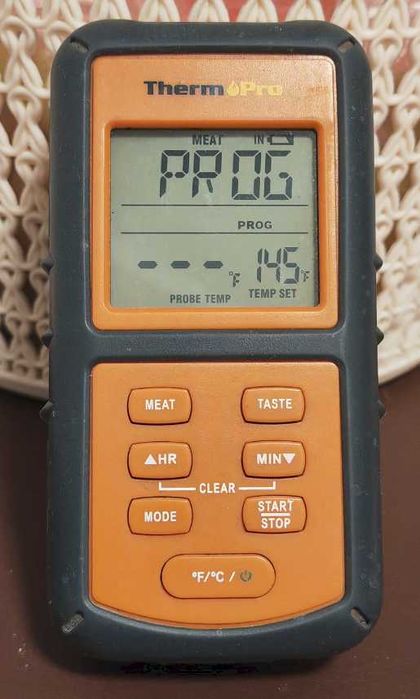 ThermoPro
MEAT IN
PROG
PROG
---°F 145°F
PROBE TEMP TEMP SET
MEAT TASTE
▲HR MIN▼
CLEAR
MODE START
STOP
°F/°C /